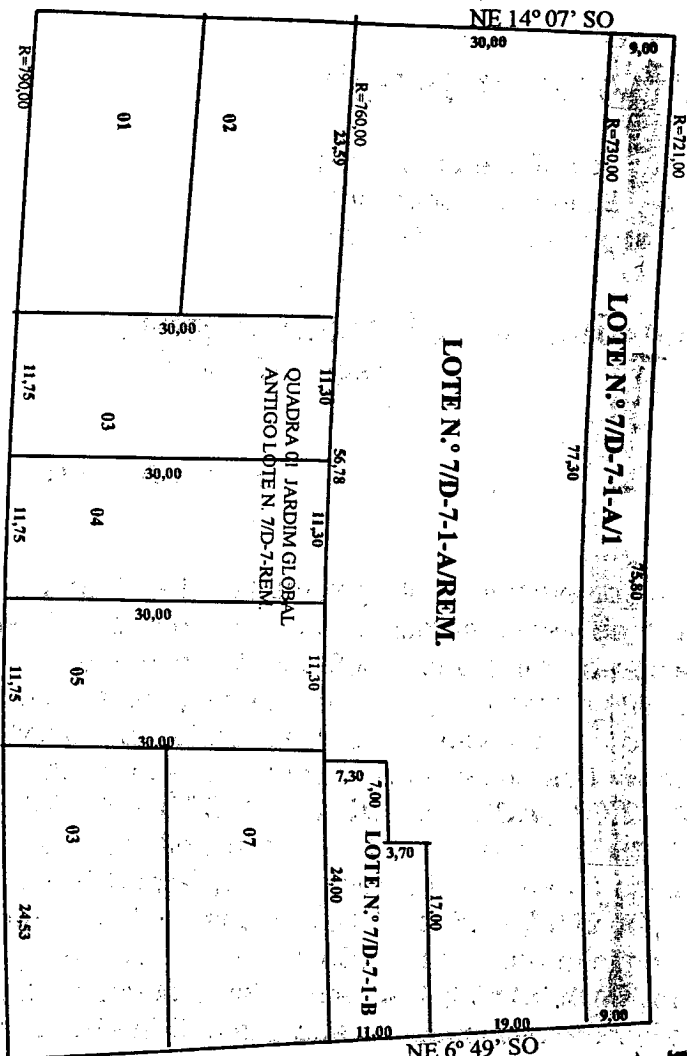 NE 14° 07' SO
30,00
9,00
R=721,00
R=730,00
R=760,00
R=790,00
23,59
01
02
LOTE N.° 7/D-7-1-A/1
75,80
77,30
LOTE N.° 7/D-7-1-A/REM.
30,00
11,30
56,78
QUADRA 01 JARDIM GLOBAL
ANTIGO LOTE N. 7/D-7-REM.
11,75
03
30,00
11,30
11,75
04
30,00
11,30
11,75
05
30,00
7,30
7,00
3,70
LOTE N.° 7/D-7-1-B
24,00
17,00
03
07
24,53
11,00
19,00
9,00
NE 6° 49' SO